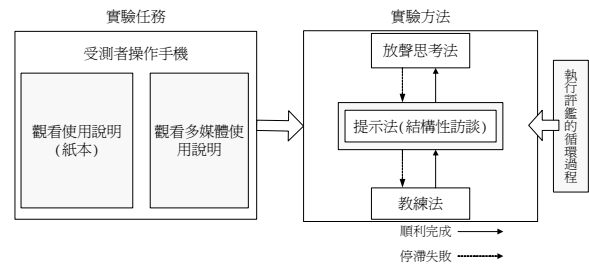 實驗任務
受測者操作手機
觀看使用說明
(紙本)
觀看多媒體使
用說明
實驗方法
放聲思考法
提示法(結構性訪談)
教練法
執行評鑑的循環過程
順利完成
停滯失敗